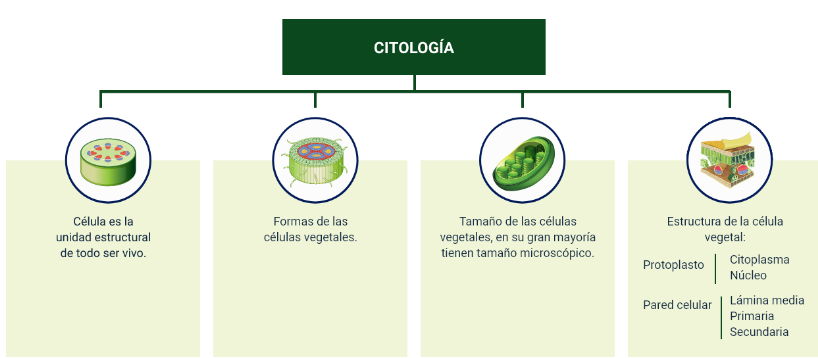 CITOLOGÍA
Célula es la
unidad estructural
de todo ser vivo.
Formas de las
células vegetales.
Tamaño de las células
vegetales, en su gran mayoría
tienen tamaño microscópico.
Estructura de la célula
vegetal:
Protoplasto
Citoplasma
Núcleo
Pared celular
Lámina media
Primaria
Secundaria